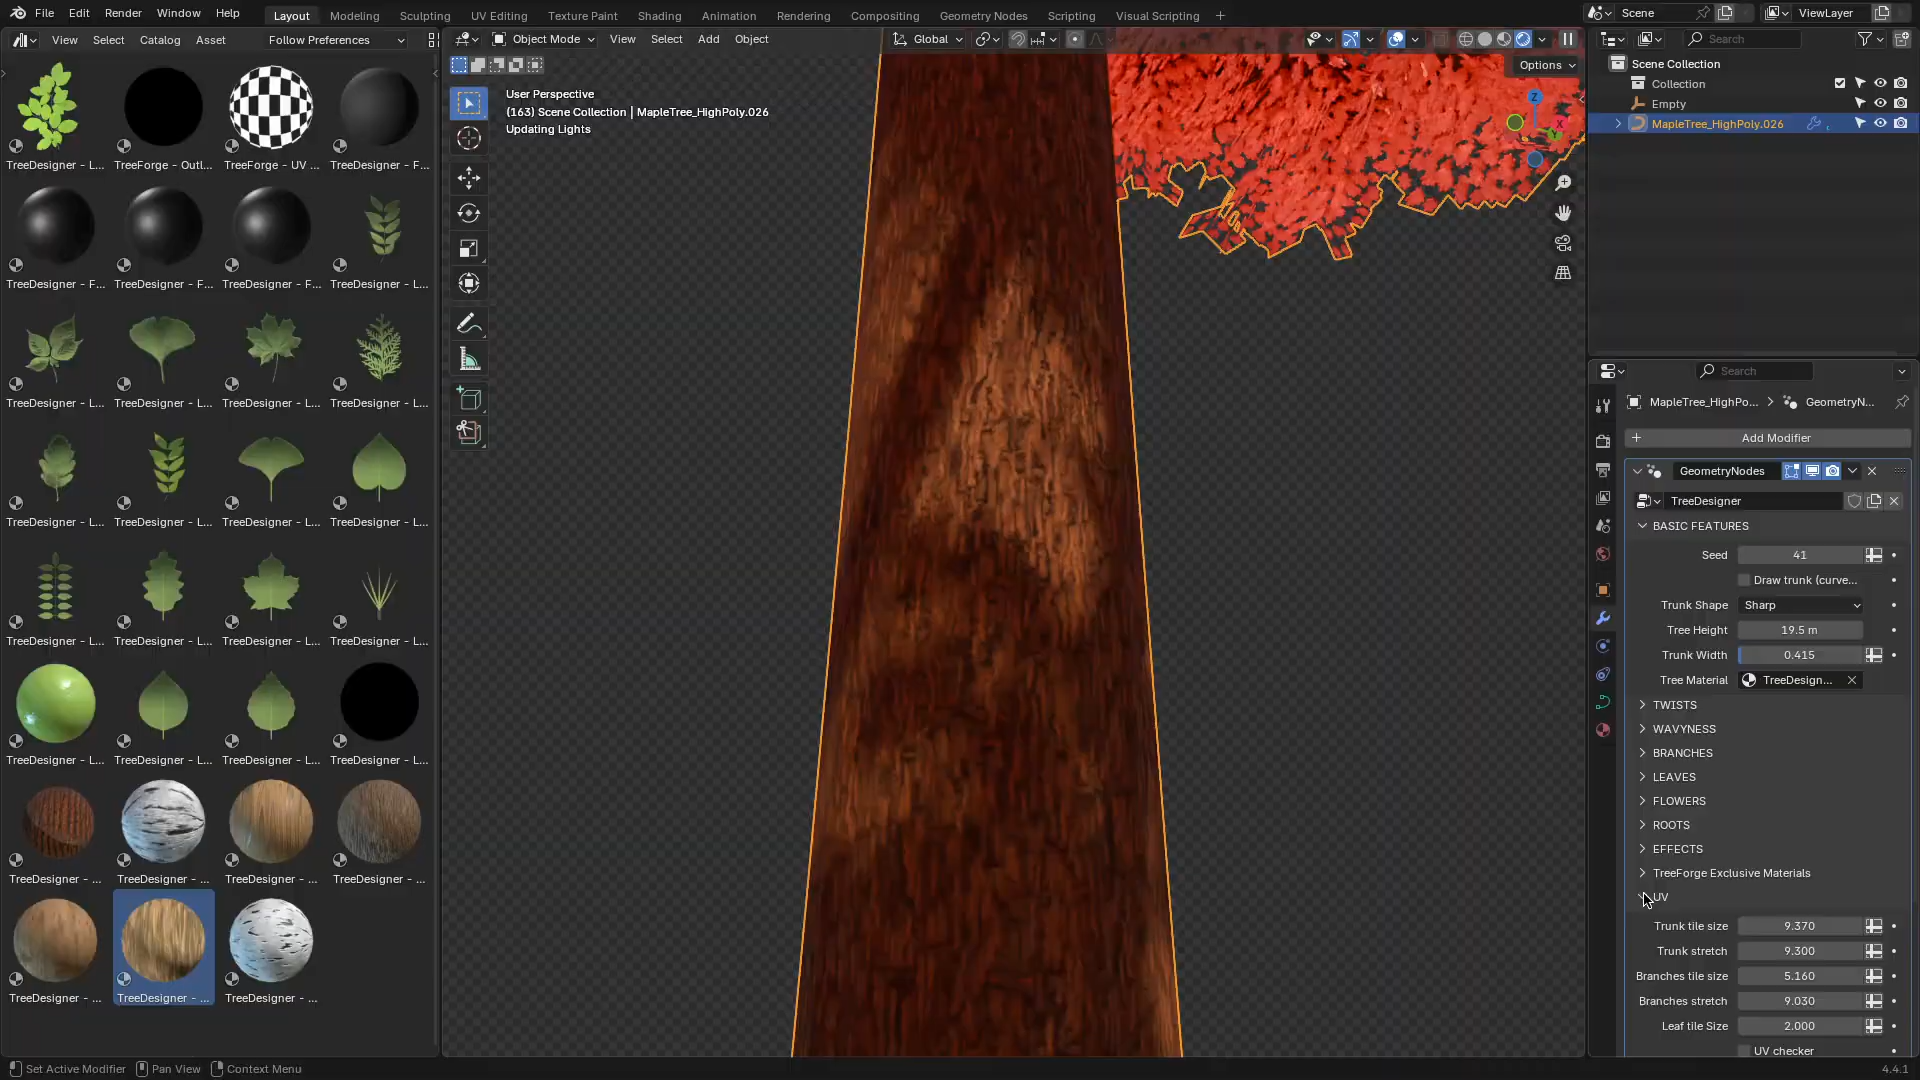 File Edit Render Window Help Layout Modeling Sculpting UV Editing Texture Paint Shading Animation Rendering Compositing Geometry Nodes Scripting Visual Scripting + Scene ViewLayer
View Select Catalog Asset Follow Preferences Object Mode View Select Add Object Global Search
Options
User Perspective
(163) Scene Collection | MapleTree_HighPoly.026
Updating Lights
Z
X
Y
Scene Collection
Collection
Empty
MapleTree_HighPoly.026
TreeDesigner - L... TreeForge - Outl... TreeForge - UV ... TreeDesigner - F...
TreeDesigner - F... TreeDesigner - F... TreeDesigner - F... TreeDesigner - L...
TreeDesigner - L... TreeDesigner - L... TreeDesigner - L... TreeDesigner - L...
TreeDesigner - L... TreeDesigner - L... TreeDesigner - L... TreeDesigner - L...
TreeDesigner - L... TreeDesigner - L... TreeDesigner - L... TreeDesigner - L...
TreeDesigner - L... TreeDesigner - L... TreeDesigner - L... TreeDesigner - L...
TreeDesigner - ... TreeDesigner - ... TreeDesigner - ... TreeDesigner - ...
TreeDesigner - ... TreeDesigner - ... TreeDesigner - ...
Search
MapleTree_HighPo... GeometryN...
+ Add Modifier
GeometryNodes
TreeDesigner
BASIC FEATURES
Seed 41
Draw trunk (curve...
Trunk Shape Sharp
Tree Height 19.5 m
Trunk Width 0.415
Tree Material TreeDesign...
TWISTS
WAVYNESS
BRANCHES
LEAVES
FLOWERS
ROOTS
EFFECTS
TreeForge Exclusive Materials
UV
Trunk tile size 9.370
Trunk stretch 9.300
Branches tile size 5.160
Branches stretch 9.030
Leaf tile Size 2.000
UV checker
Set Active Modifier Pan View Context Menu 4.4.1